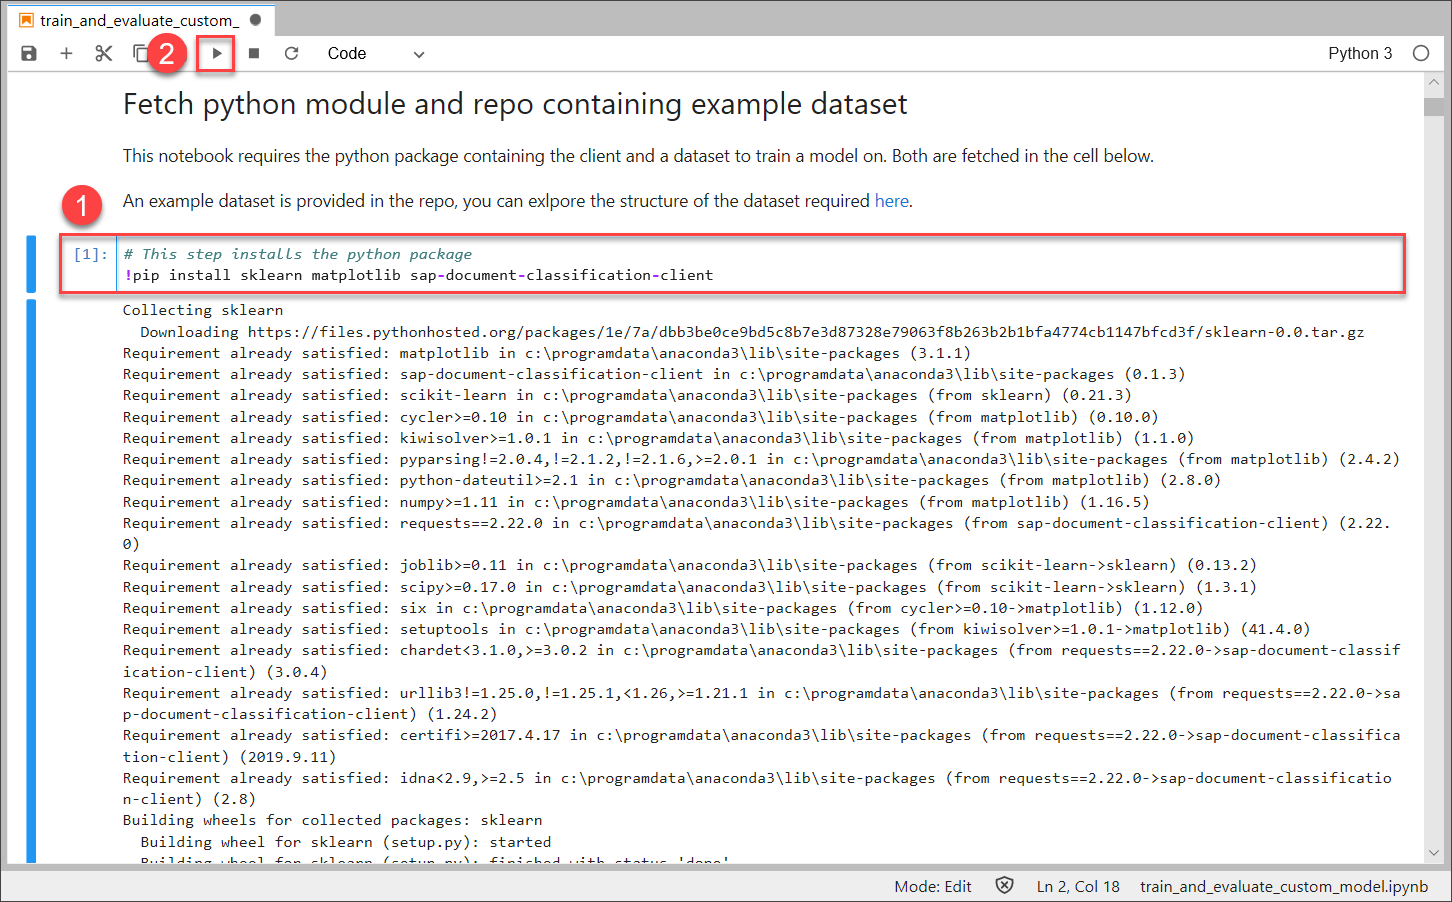 train_and_evaluate_custom_
2
Code
Python 3
Fetch python module and repo containing example dataset
This notebook requires the python package containing the client and a dataset to train a model on. Both are fetched in the cell below.
1
An example dataset is provided in the repo, you can exlpore the structure of the dataset required here.
[1]: # This step installs the python package
!pip install sklearn matplotlib sap-document-classification-client
Collecting sklearn
Downloading https://files.pythonhosted.org/packages/1e/7a/dbb3be0ce9bd5c8b7e3d87328e79063f8b263b2b1bfa4774cb1147bfcd3f/sklearn-0.0.tar.gz
Requirement already satisfied: matplotlib in c:\programdata\anaconda3\lib\site-packages (3.1.1)
Requirement already satisfied: sap-document-classification-client in c:\programdata\anaconda3\lib\site-packages (0.1.3)
Requirement already satisfied: scikit-learn in c:\programdata\anaconda3\lib\site-packages (from sklearn) (0.21.3)
Requirement already satisfied: cycler>=0.10 in c:\programdata\anaconda3\lib\site-packages (from matplotlib) (0.10.0)
Requirement already satisfied: kiwisolver>=1.0.1 in c:\programdata\anaconda3\lib\site-packages (from matplotlib) (1.1.0)
Requirement already satisfied: pyparsing!=2.0.4,!=2.1.2,!=2.1.6,>=2.0.1 in c:\programdata\anaconda3\lib\site-packages (from matplotlib) (2.4.2)
Requirement already satisfied: python-dateutil>=2.1 in c:\programdata\anaconda3\lib\site-packages (from matplotlib) (2.8.0)
Requirement already satisfied: numpy>=1.11 in c:\programdata\anaconda3\lib\site-packages (from matplotlib) (1.16.5)
Requirement already satisfied: requests==2.22.0 in c:\programdata\anaconda3\lib\site-packages (from sap-document-classification-client) (2.22.
0)
Requirement already satisfied: joblib>=0.11 in c:\programdata\anaconda3\lib\site-packages (from scikit-learn->sklearn) (0.13.2)
Requirement already satisfied: scipy>=0.17.0 in c:\programdata\anaconda3\lib\site-packages (from scikit-learn->sklearn) (1.3.1)
Requirement already satisfied: six in c:\programdata\anaconda3\lib\site-packages (from cycler>=0.10->matplotlib) (1.12.0)
Requirement already satisfied: setuptools in c:\programdata\anaconda3\lib\site-packages (from kiwisolver>=1.0.1->matplotlib) (41.4.0)
Requirement already satisfied: chardet<3.1.0,>=3.0.2 in c:\programdata\anaconda3\lib\site-packages (from requests==2.22.0->sap-document-classif
ication-client) (3.0.4)
Requirement already satisfied: urllib3!=1.25.0,!=1.25.1,<1.26,>=1.21.1 in c:\programdata\anaconda3\lib\site-packages (from requests==2.22.0->sa
p-document-classification-client) (1.24.2)
Requirement already satisfied: certifi>=2017.4.17 in c:\programdata\anaconda3\lib\site-packages (from requests==2.22.0->sap-document-classifica
tion-client) (2019.9.11)
Requirement already satisfied: idna<2.9,>=2.5 in c:\programdata\anaconda3\lib\site-packages (from requests==2.22.0->sap-document-classificatio
n-client) (2.8)
Building wheels for collected packages: sklearn
Building wheel for sklearn (setup.py): started
Building wheel for sklearn (setup.py): finished with status 'done'
Mode: Edit
Ln 2, Col 18
train_and_evaluate_custom_model.ipynb